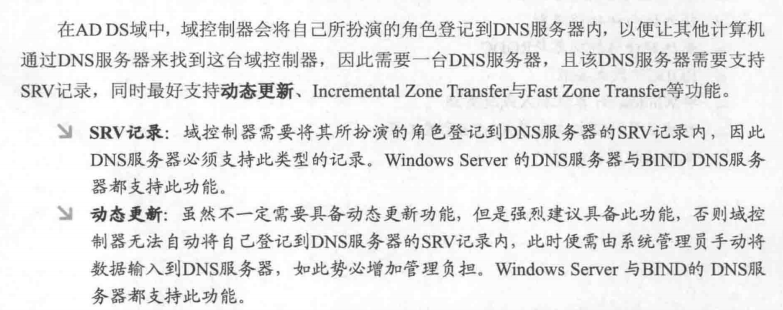 在AD DS域中，域控制器会将自己所扮演的角色登记到DNS服务器内，以便让其他计算机
通过DNS服务器来找到这台域控制器，因此需要一台DNS服务器，且该DNS服务器需要支持
SRV记录，同时最好支持动态更新、Incremental Zone Transfer与Fast Zone Transfer等功能。
SRV记录：域控制器需要将其所扮演的角色登记到DNS服务器的SRV记录内，因此
DNS服务器必须支持此类型的记录。Windows Server 的DNS服务器与BIND DNS服务
器都支持此功能。
动态更新：虽然不一定需要具备动态更新功能，但是强烈建议具备此功能，否则域控
制器无法自动将自己登记到DNS服务器的SRV记录内，此时便需由系统管理员手动将
数据输入到DNS服务器，如此势必增加管理负担。Windows Server 与BIND的 DNS服
务器都支持此功能。